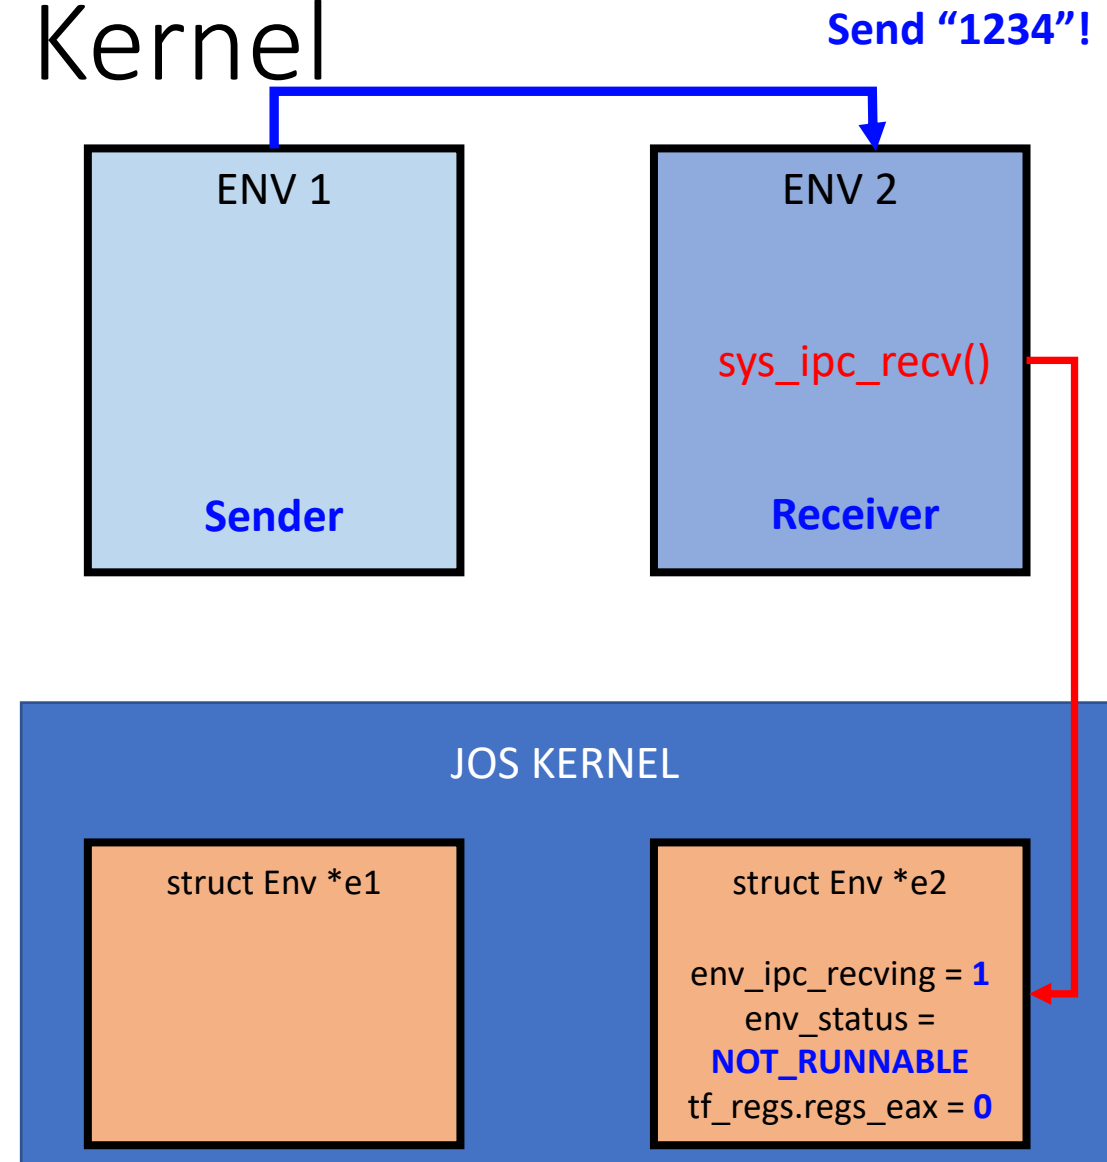 Kernel
Send “1234”!
ENV 1
ENV 2
sys_ipc_recv()
Sender
Receiver
JOS KERNEL
struct Env *e1
struct Env *e2
env_ipc_recving = 1
env_status =
NOT_RUNNABLE
tf_regs.regs_eax = 0